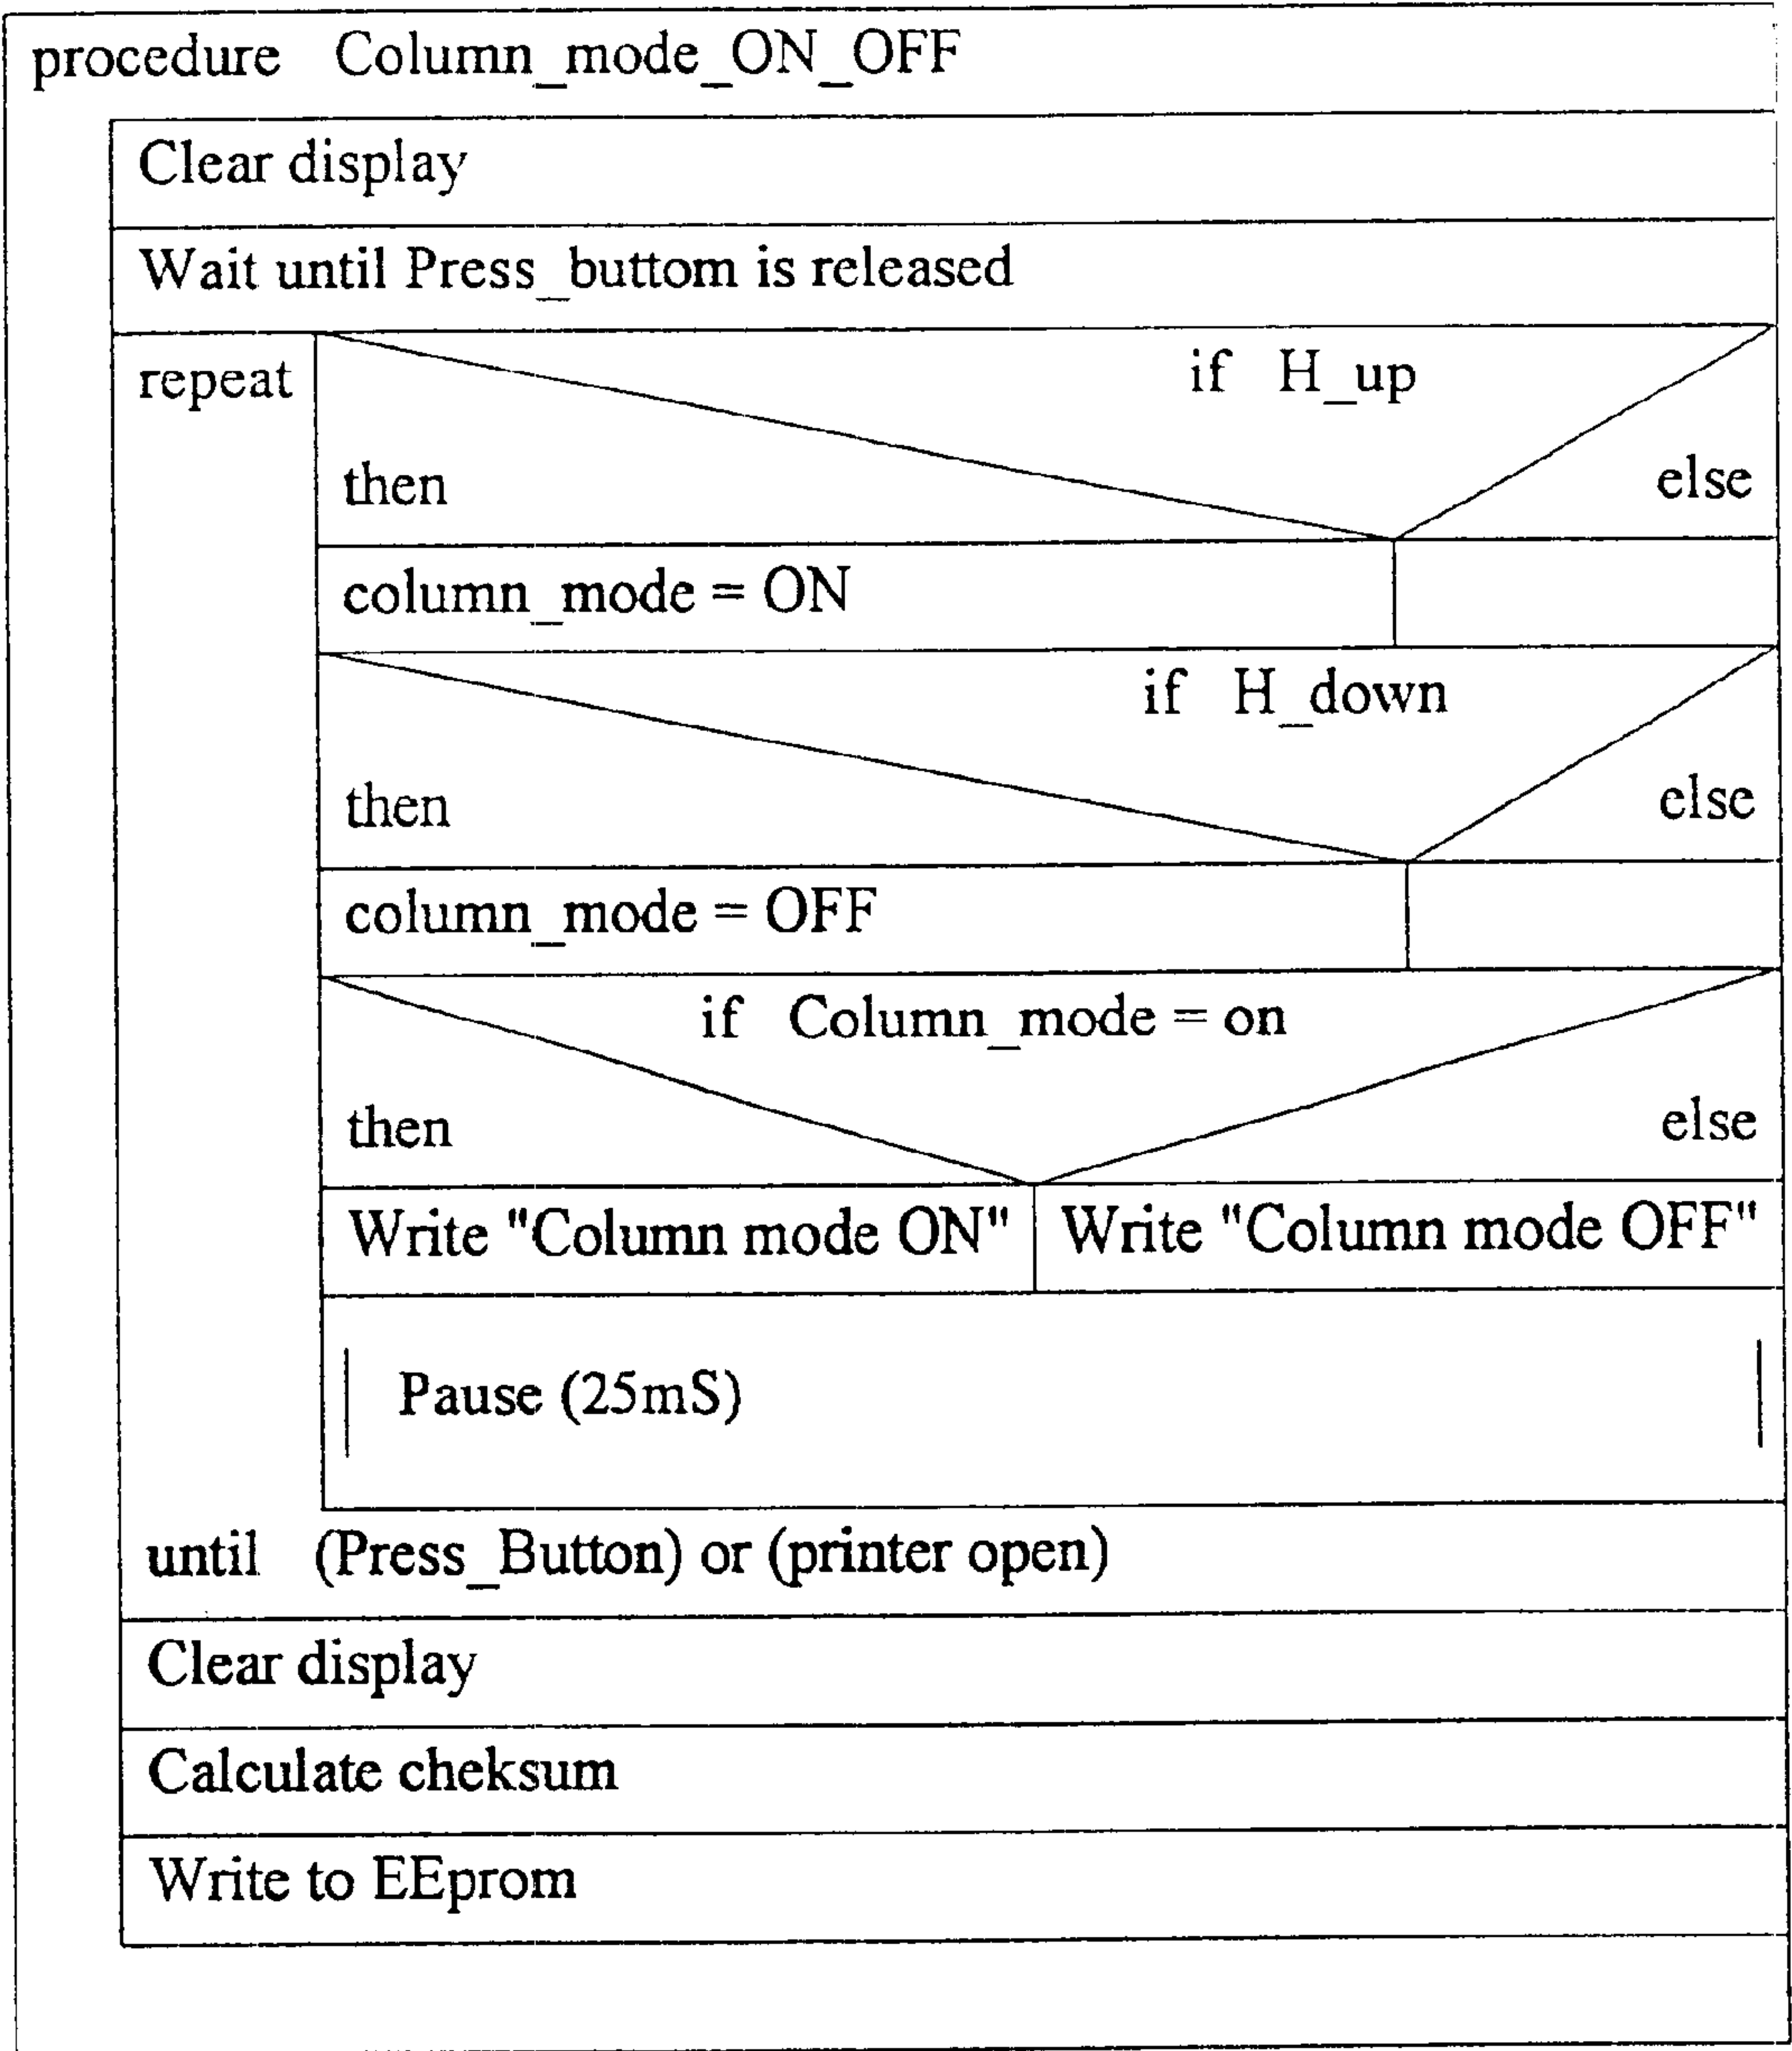 procedure Column_mode_ON_OFF
Clear display
Wait until Press_buttom is released
repeat
if H_up
then else
column_mode = ON
if H_down
then else
column_mode = OFF
if Column_mode = on
then else
Write "Column mode ON" Write "Column mode OFF"
Pause (25mS)
until (Press_Button) or (printer open)
Clear display
Calculate cheksum
Write to EEprom